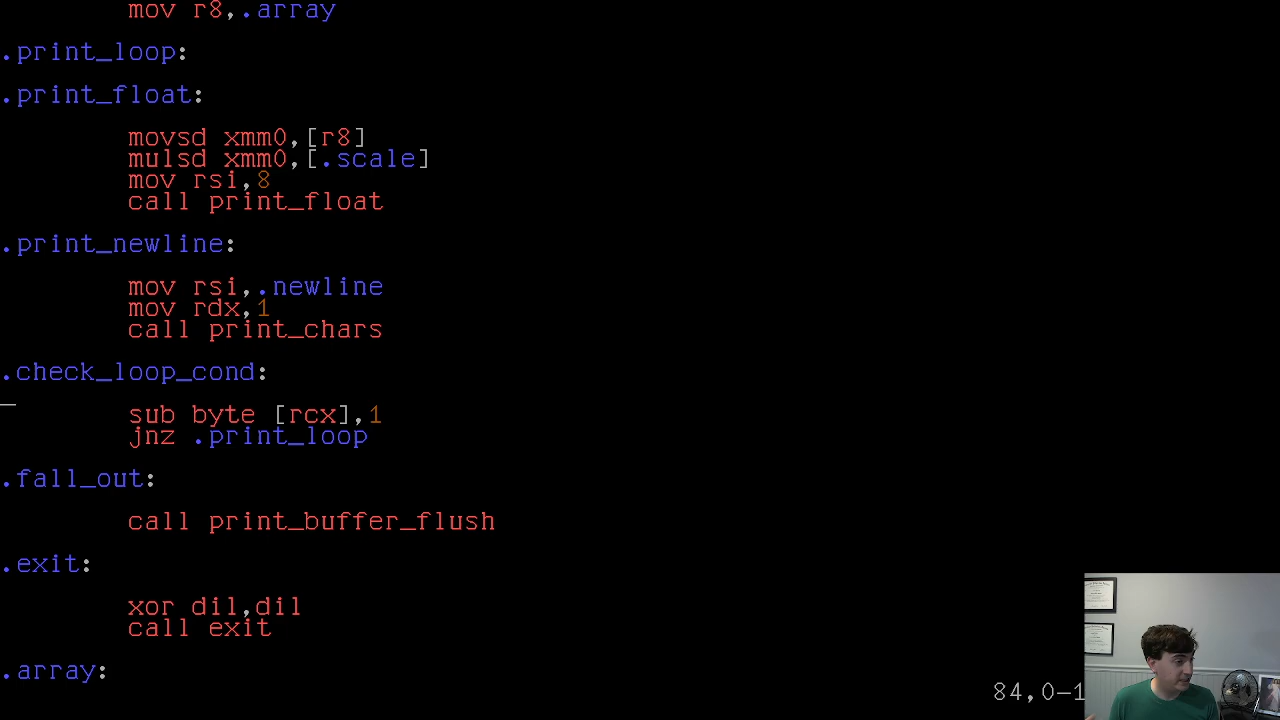 mov r8,.array
.print_loop:
.print_float:
movsd xmm0,[r8]
mulsd xmm0,[.scale]
mov rsi,8
call print_float
.print_newline:
mov rsi,.newline
mov rdx,1
call print_chars
.check_loop_cond:
sub byte [rcx],1
jnz .print_loop
.fall_out:
call print_buffer_flush
.exit:
xor dil,dil
call exit
.array:
84,0-1